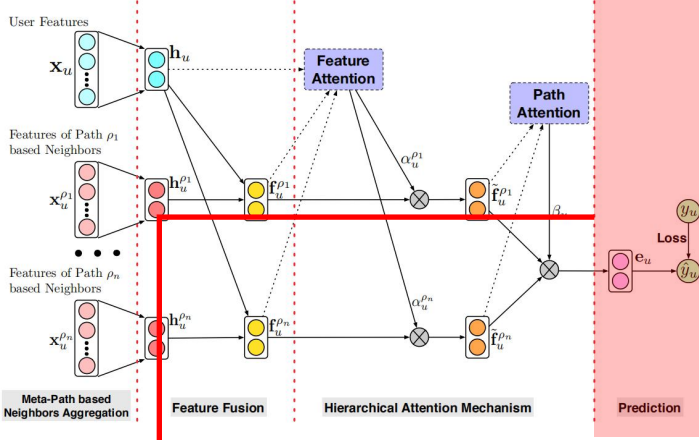 User Features
x_u
h_u
Feature
Attention
Path
Attention
Features of Path ρ_1
based Neighbors
x_u^{ρ_1}
h_u^{ρ_1}
f_u^{ρ_1}
α_u^{ρ_1}
f̃_u^{ρ_1}
y_u
Loss
e_u
ŷ_u
Features of Path ρ_n
based Neighbors
x_u^{ρ_n}
h_u^{ρ_n}
f_u^{ρ_n}
α_u^{ρ_n}
f̃_u^{ρ_n}
Meta-Path based
Neighbors Aggregation
Feature Fusion
Hierarchical Attention Mechanism
Prediction